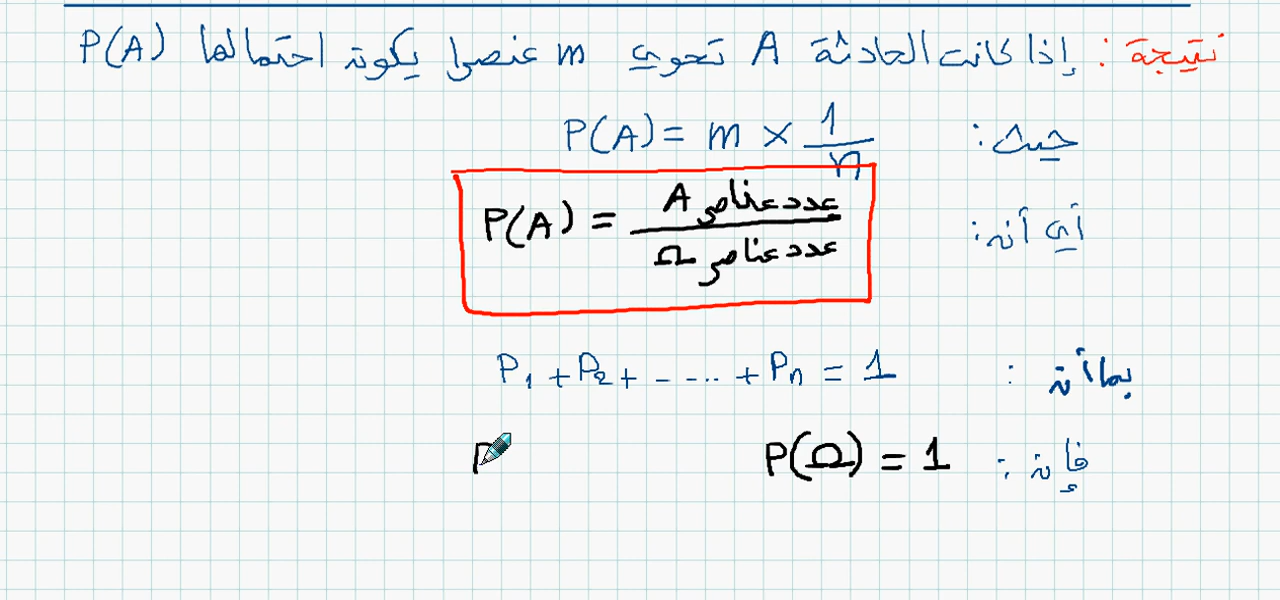 نتيجة : إذا كانت الحادثة A تحوي m عنصرا يكون احتمالها P(A)
حيث: P(A) = m × 1/n
أي أنه: P(A) = عدد عناصر A / عدد عناصر Ω
بما أنه : P1 + P2 + - - ... + Pn = 1
فإنه : P(Ω) = 1 P